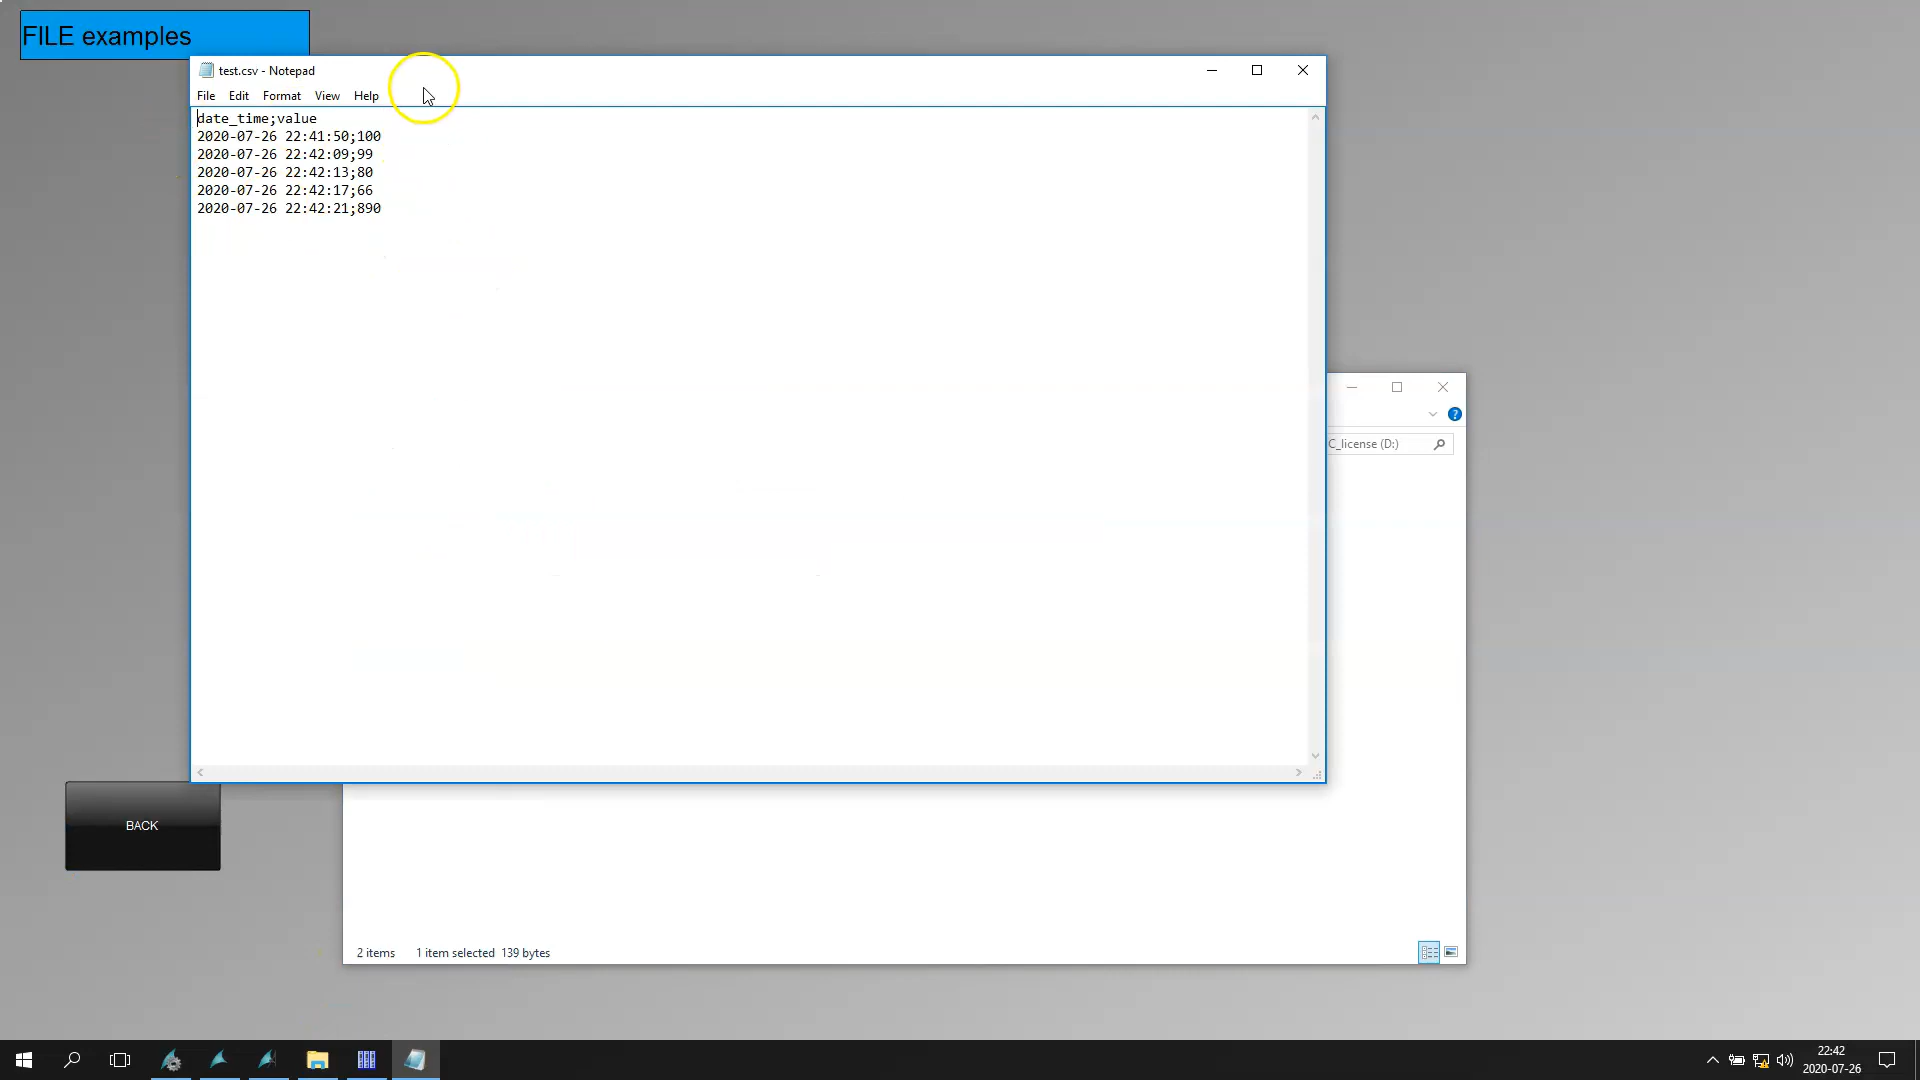 FILE examples
test.csv - Notepad
File Edit Format View Help
date_time;value
2020-07-26 22:41:50;100
2020-07-26 22:42:09;99
2020-07-26 22:42:13;80
2020-07-26 22:42:17;66
2020-07-26 22:42:21;890
C_license (D:)
BACK
2 items 1 item selected 139 bytes
22:42
2020-07-26